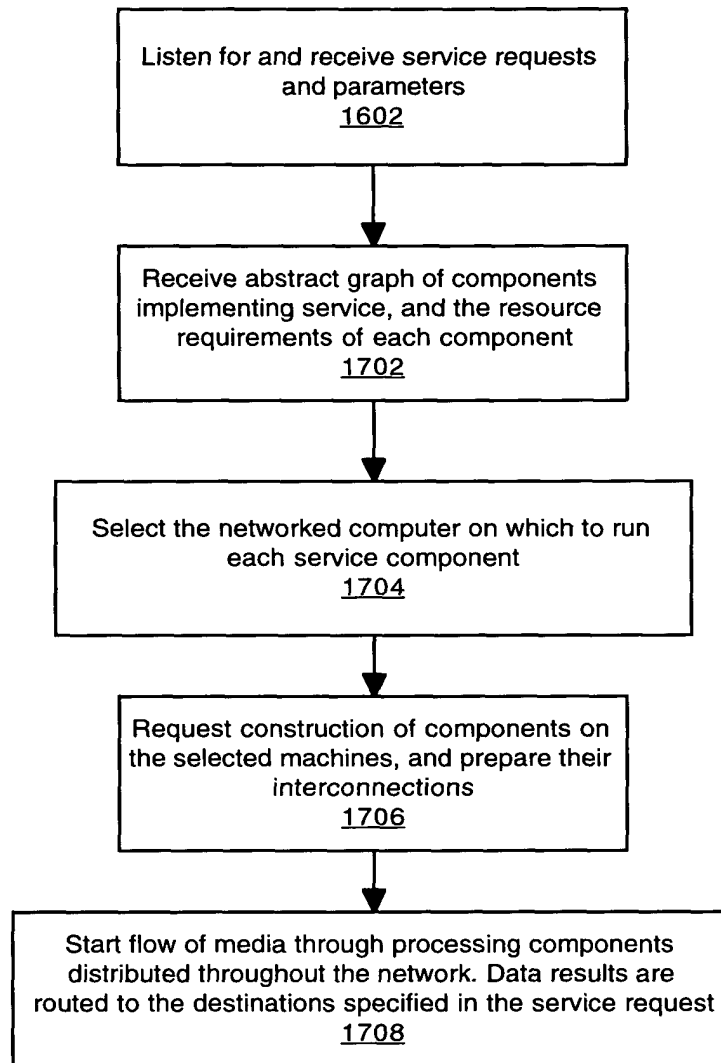 Listen for and receive service requests
and parameters
1602
Receive abstract graph of components
implementing service, and the resource
requirements of each component
1702
Select the networked computer on which to run
each service component
1704
Request construction of components on
the selected machines, and prepare their
interconnections
1706
Start flow of media through processing components
distributed throughout the network. Data results are
routed to the destinations specified in the service request
1708